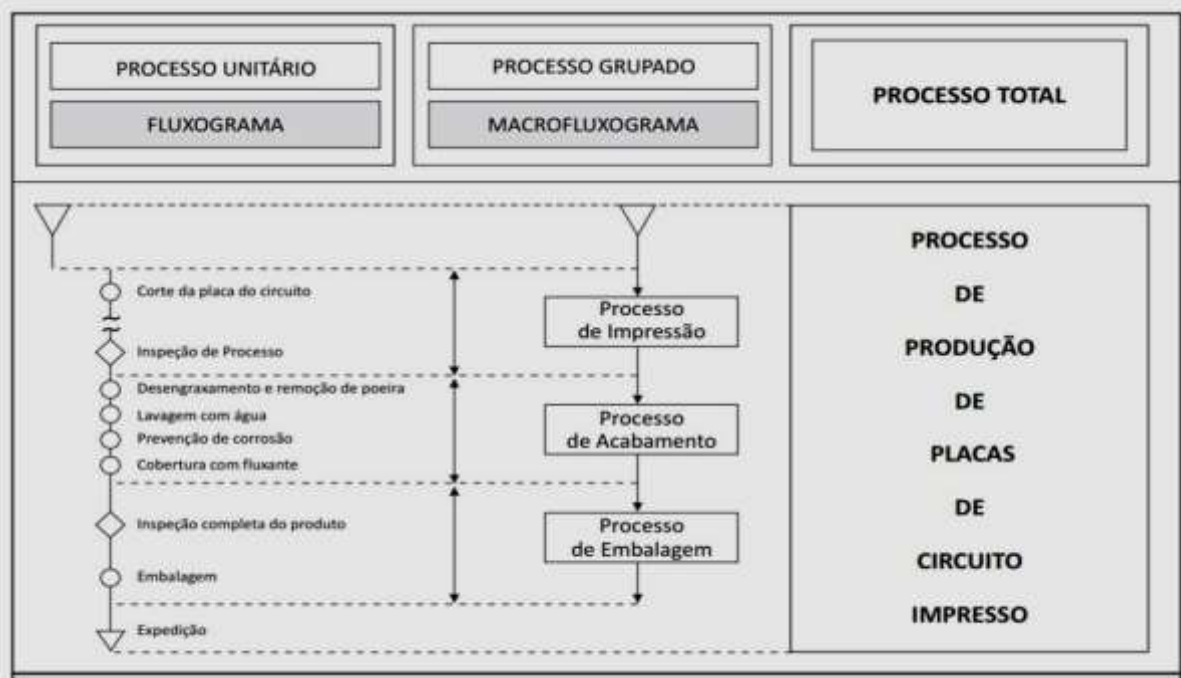 PROCESSO UNITÁRIO
FLUXOGRAMA
PROCESSO GRUPADO
MACROFLUXOGRAMA
PROCESSO TOTAL
Corte da placa do circuito
Inspeção de Processo
Desengraxamento e remoção de poeira
Lavagem com água
Prevenção de corrosão
Cobertura com fluxante
Inspeção completa do produto
Embalagem
Expedição
Processo
de Impressão
Processo
de Acabamento
Processo
de Embalagem
PROCESSO
DE
PRODUÇÃO
DE
PLACAS
DE
CIRCUITO
IMPRESSO